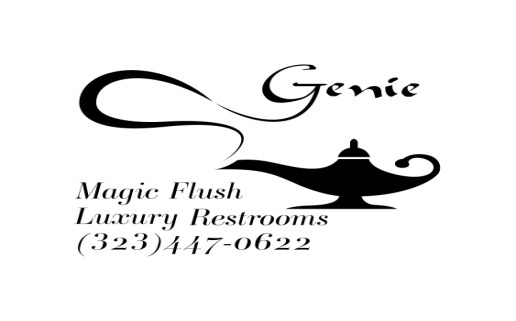 Genie
Magic Flush
Luxury Restrooms
(323)447-0622